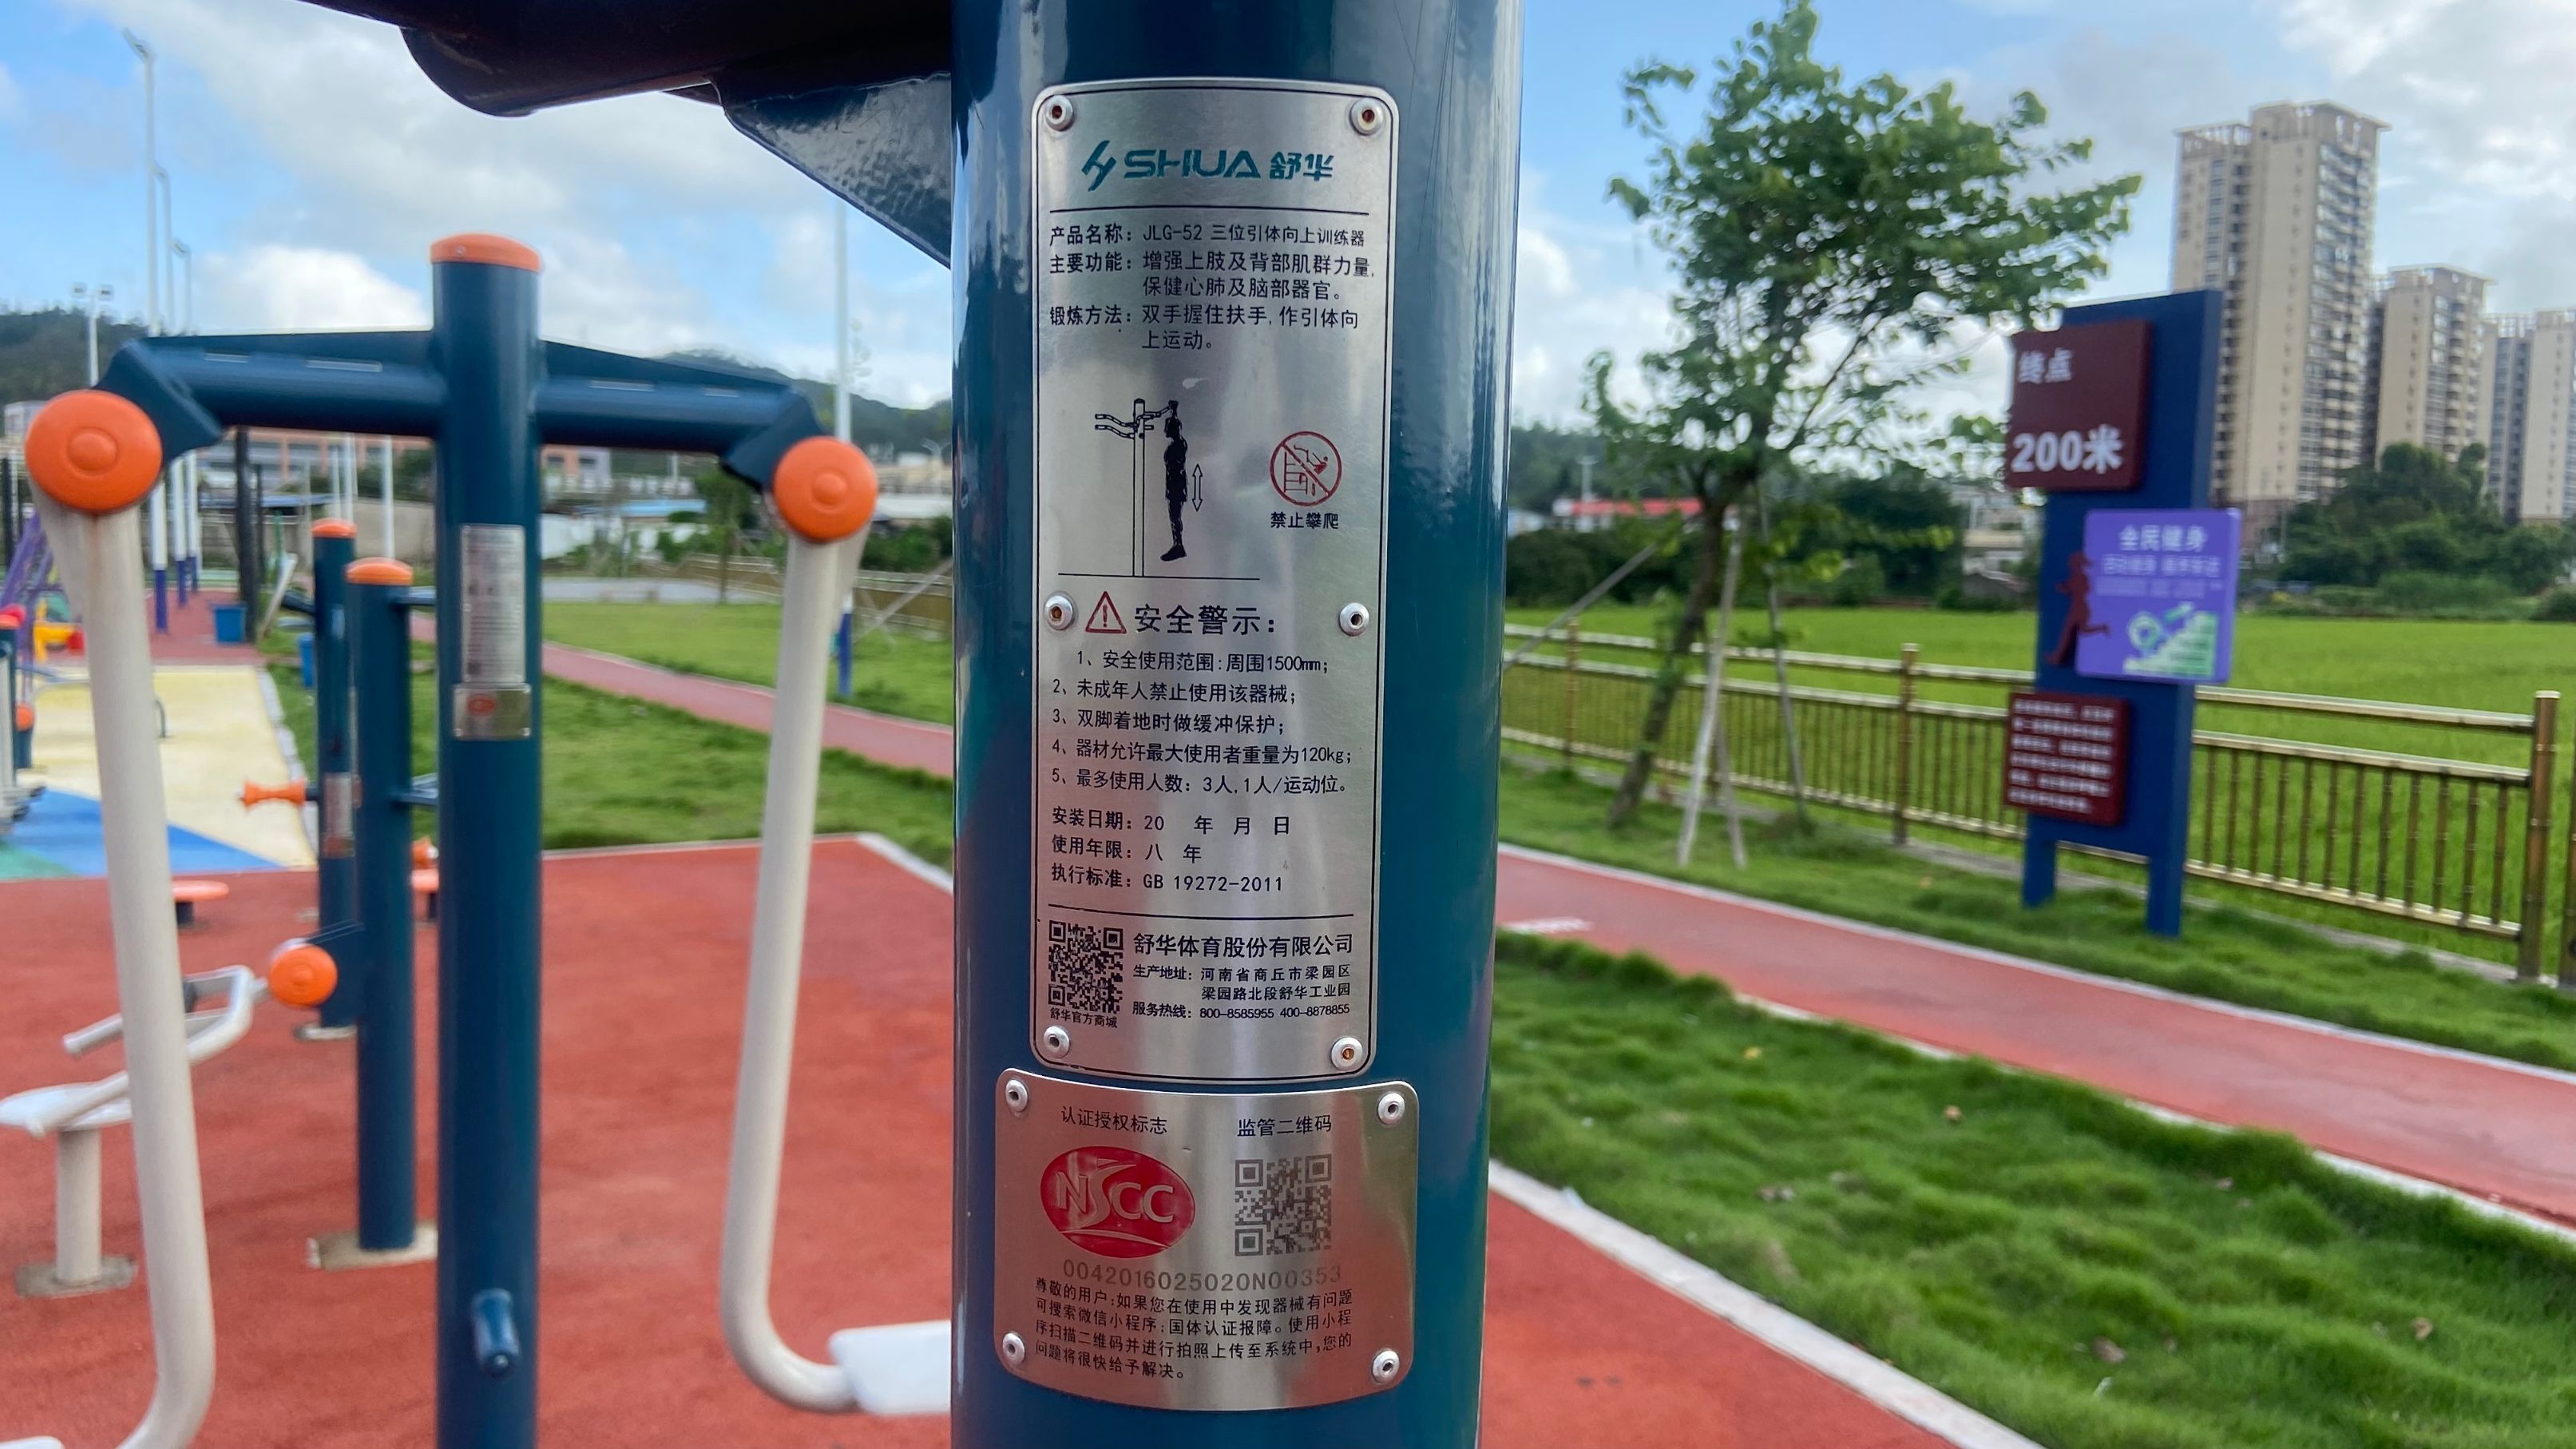 SHUA 舒华
产品名称：JLG-52 三位引体向上训练器
主要功能：增强上肢及背部肌群力量,
保健心肺及脑部器官。
锻炼方法：双手握住扶手,作引体向
上运动。
禁止攀爬
安全警示：
1、安全使用范围:周围1500mm；
2、未成年人禁止使用该器械；
3、双脚着地时做缓冲保护；
4、器材允许最大使用者重量为120kg；
5、最多使用人数：3人,1人/运动位。
安装日期：20 年 月 日
使用年限：八 年
执行标准：GB 19272-2011
舒华体育股份有限公司
生产地址：河南省商丘市梁园区
梁园路北段舒华工业园
服务热线：800-8585955 400-8878855
舒华官方商城
认证授权标志 监管二维码
NSCC
0042016025020N00353
尊敬的用户:如果您在使用中发现器械有问题
可搜索微信小程序:国体认证报障。使用小程
序扫描二维码并进行拍照上传至系统中,您的
问题将很快给予解决。
终点
200米
全民健身